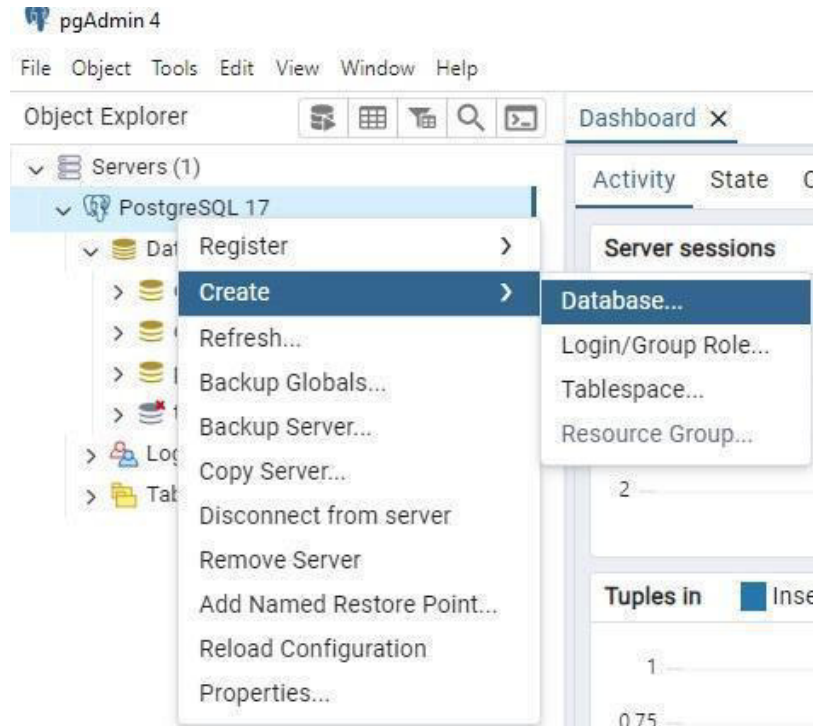 pgAdmin 4
File Object Tools Edit View Window Help
Object Explorer
Dashboard
Servers (1)
PostgreSQL 17
Activity State
Register
Create
Refresh...
Backup Globals...
Backup Server...
Copy Server...
Disconnect from server
Remove Server
Add Named Restore Point...
Reload Configuration
Properties...
Database...
Login/Group Role...
Tablespace...
Resource Group...
Server sessions
2
Tuples in
1
0.75